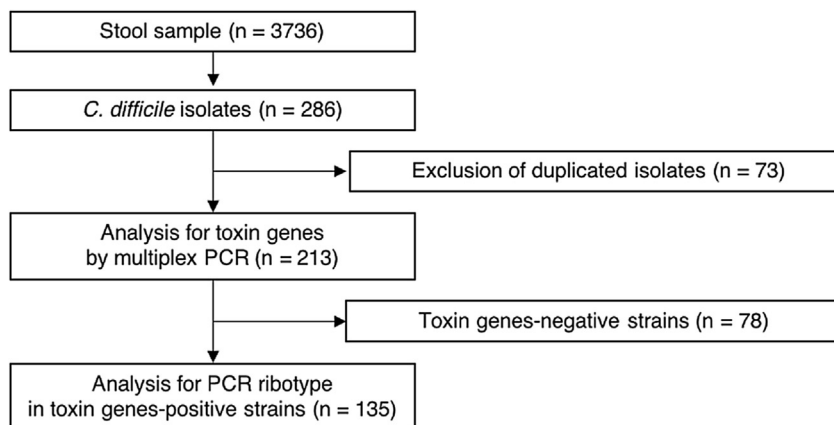 Stool sample (n = 3736)
C. difficile isolates (n = 286)
Exclusion of duplicated isolates (n = 73)
Analysis for toxin genes
by multiplex PCR (n = 213)
Toxin genes-negative strains (n = 78)
Analysis for PCR ribotype
in toxin genes-positive strains (n = 135)